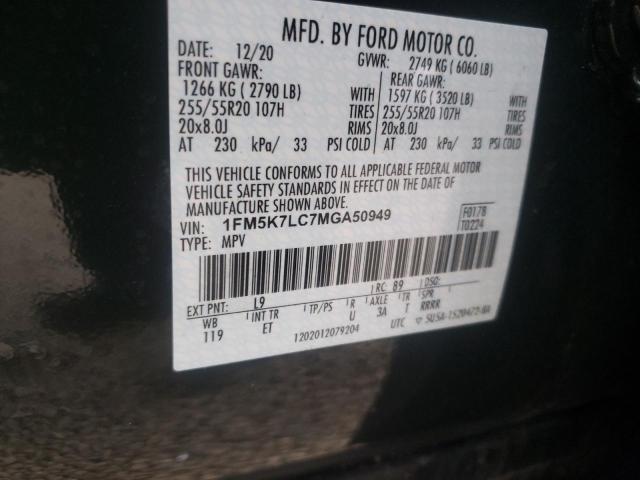 MFD. BY FORD MOTOR CO.
DATE: 12/20 GVWR: 2749 KG (6060 LB)
FRONT GAWR: REAR GAWR:
1266 KG (2790 LB) WITH 1597 KG (3520 LB) WITH
255/55R20 107H TIRES 255/55R20 107H TIRES
20x8.0J RIMS 20x8.0J RIMS
AT 230 kPa/ 33 PSI COLD AT 230 kPa/ 33 PSI COLD
THIS VEHICLE CONFORMS TO ALL APPLICABLE FEDERAL MOTOR
VEHICLE SAFETY STANDARDS IN EFFECT ON THE DATE OF
MANUFACTURE SHOWN ABOVE.
VIN: 1FM5K7LC7MGA50949 F0178
TYPE: MPV T0224
EXT PNT: L9 RC: 89 DSO:
WB INT TR TP/PS R AXLE TR SPR
119 ET U 3A T RRRR
1202012079204 UTC ▽ 5U5A-1520472-BA